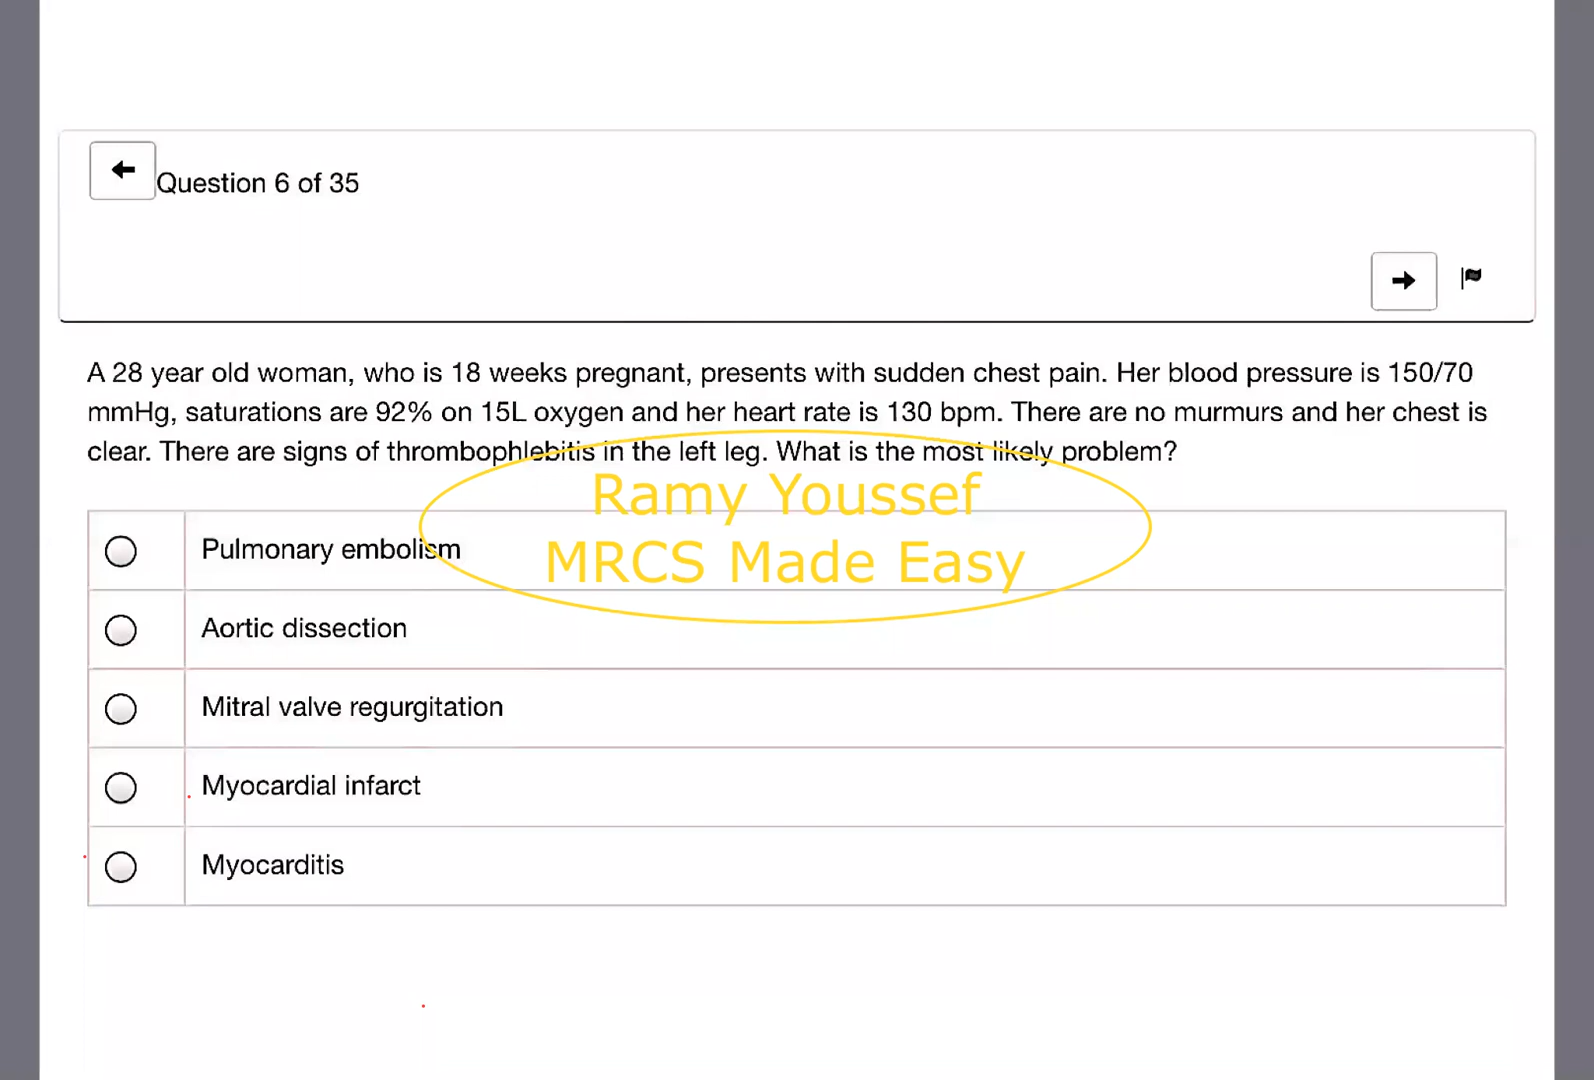 Question 6 of 35
A 28 year old woman, who is 18 weeks pregnant, presents with sudden chest pain. Her blood pressure is 150/70
mmHg, saturations are 92% on 15L oxygen and her heart rate is 130 bpm. There are no murmurs and her chest is
clear. There are signs of thrombophlebitis in the left leg. What is the most likely problem?
Ramy Youssef
MRCS Made Easy
Pulmonary embolism
Aortic dissection
Mitral valve regurgitation
Myocardial infarct
Myocarditis